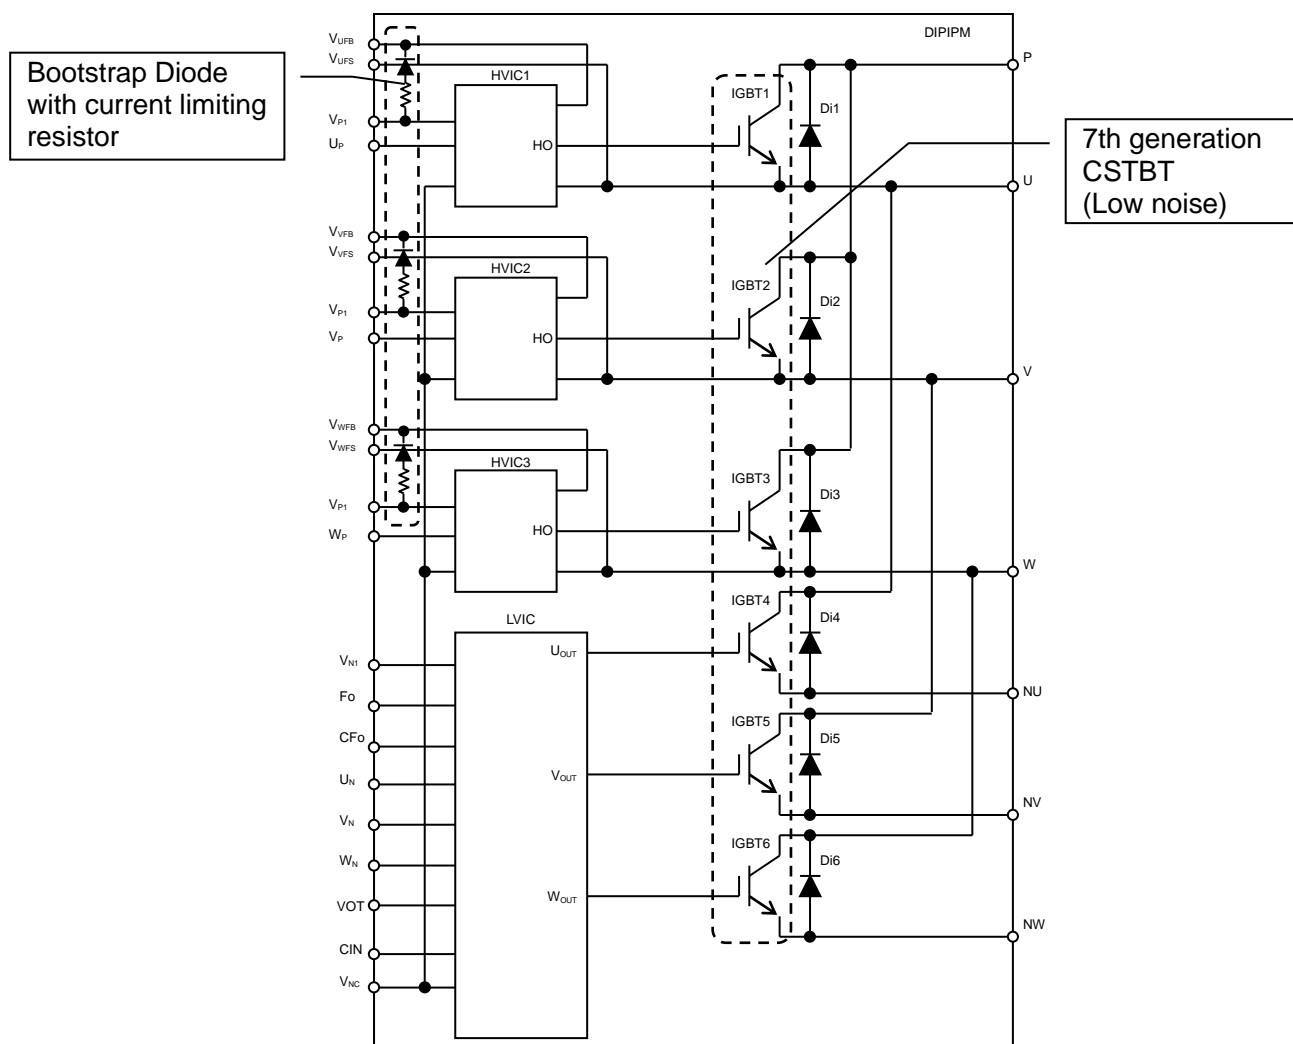 DIPIPM
Bootstrap Diode
with current limiting
resistor
7th generation
CSTBT
(Low noise)
VUFB
VUFS
VP1
UP
HVIC1
HO
IGBT1
Di1
P
U
VVFB
VVFS
VP1
VP
HVIC2
HO
IGBT2
Di2
V
VWFB
VWFS
VP1
WP
HVIC3
HO
IGBT3
Di3
W
LVIC
UOUT
IGBT4
Di4
NU
VN1
Fo
CFo
UN
VN
WN
VOT
CIN
VNC
VOUT
IGBT5
Di5
NV
WOUT
IGBT6
Di6
NW